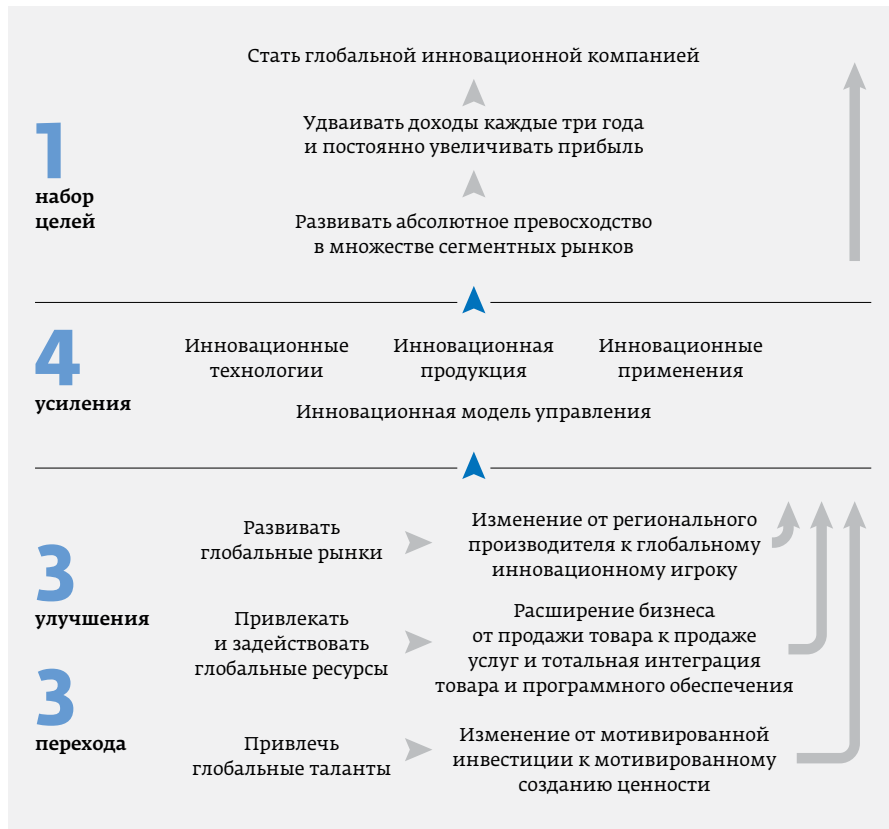 Стать глобальной инновационной компанией
Удваивать доходы каждые три года
и постоянно увеличивать прибыль
1
набор
целей
Развивать абсолютное превосходство
в множестве сегментных рынков
4
усиления
Инновационные
технологии
Инновационная
продукция
Инновационные
применения
Инновационная модель управления
3
улучшения
3
перехода
Развивать
глобальные рынки
Изменение от регионального
производителя к глобальному
инновационному игроку
Привлекать
и задействовать
глобальные ресурсы
Расширение бизнеса
от продажи товара к продаже
услуг и тотальная интеграция
товара и программного обеспечения
Привлечь
глобальные таланты
Изменение от мотивированной
инвестиции к мотивированному
созданию ценности